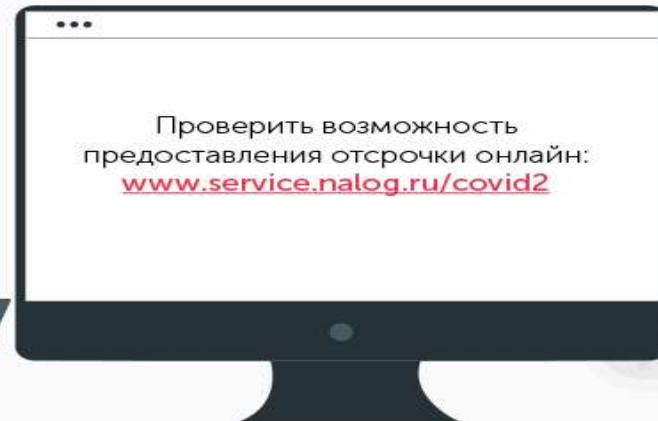 Проверить возможность
предоставления отсрочки онлайн:
www.service.nalog.ru/covid2